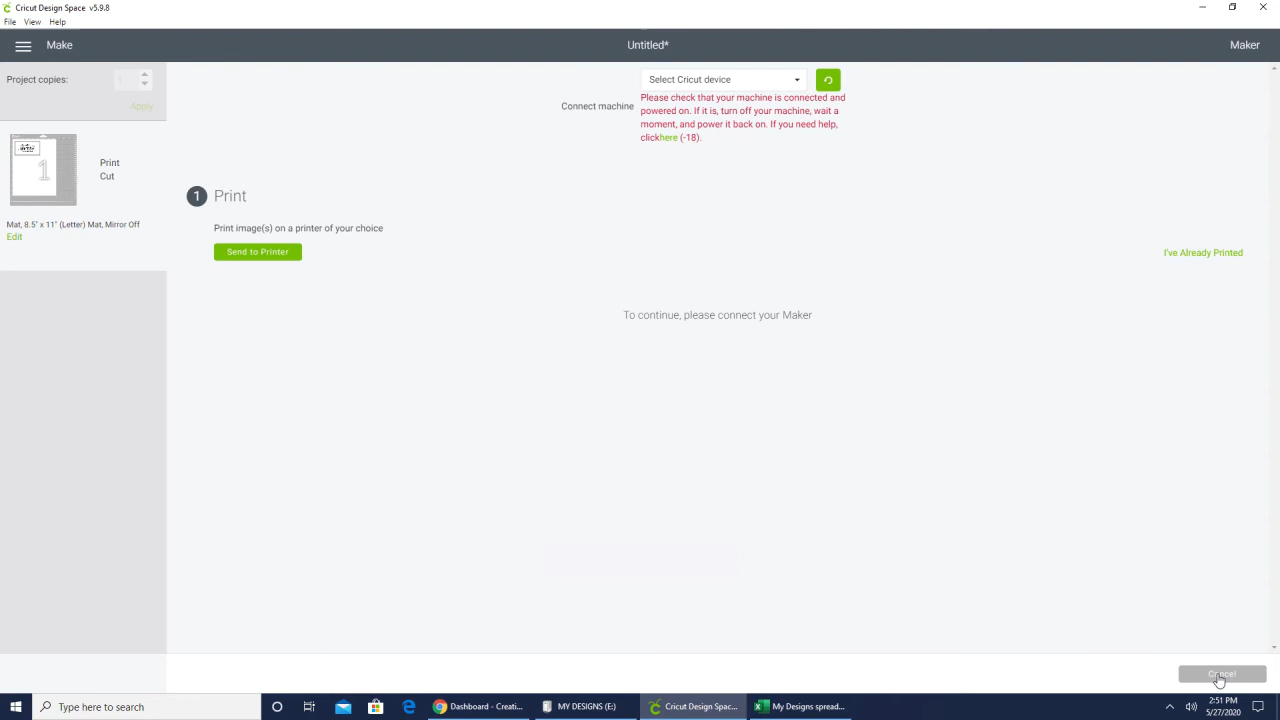 Cricut Design Space v5.9.8
File View Help
Make
Untitled*
Maker
Project copies:
1
Apply
Select Cricut device
Connect machine
Please check that your machine is connected and
powered on. If it is, turn off your machine, wait a
moment, and power it back on. If you need help,
clickhere (-18).
1
Print
Cut
Mat, 8.5" x 11" (Letter) Mat, Mirror Off
Edit
1 Print
Print image(s) on a printer of your choice
Send to Printer
I've Already Printed
To continue, please connect your Maker
Cancel
Type here to search
Dashboard - Creati...
MY DESIGNS (E:)
Cricut Design Spac...
My Designs spread...
2:51 PM
5/27/2020